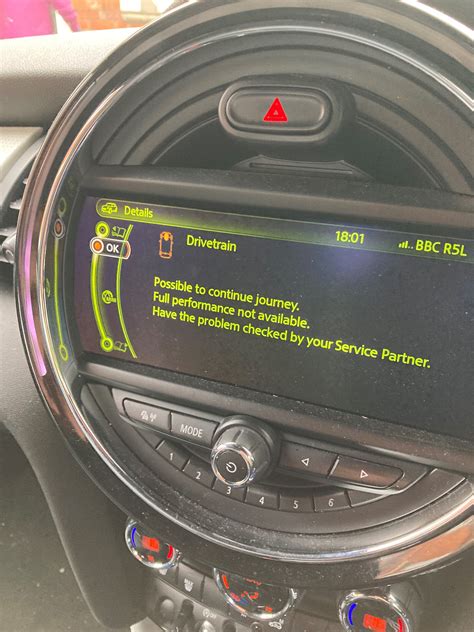 Details
Drivetrain
18:01
BBC R5L
OK
Possible to continue journey.
Full performance not available.
Have the problem checked by your Service Partner.
MODE
1
2
3
4
5
6